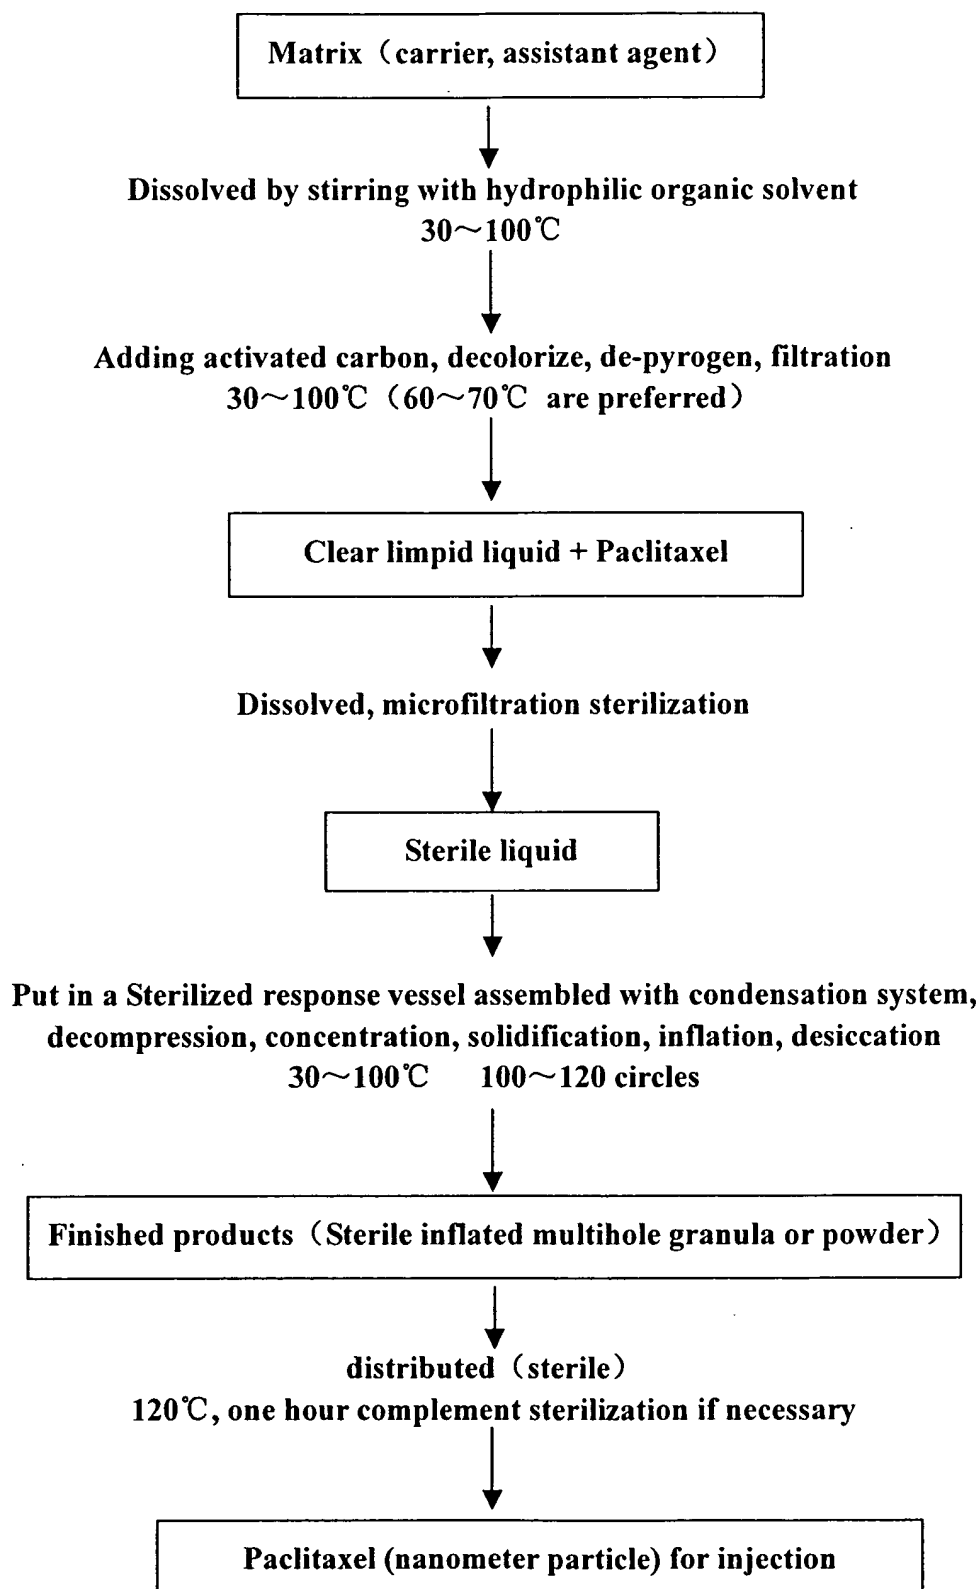 Matrix（carrier, assistant agent）
Dissolved by stirring with hydrophilic organic solvent
30～100℃
Adding activated carbon, decolorize, de-pyrogen, filtration
30～100℃（60～70℃ are preferred）
Clear limpid liquid + Paclitaxel
Dissolved, microfiltration sterilization
Sterile liquid
Put in a Sterilized response vessel assembled with condensation system,
decompression, concentration, solidification, inflation, desiccation
30～100℃ 100～120 circles
Finished products（Sterile inflated multihole granula or powder）
distributed（sterile）
120℃, one hour complement sterilization if necessary
Paclitaxel (nanometer particle) for injection